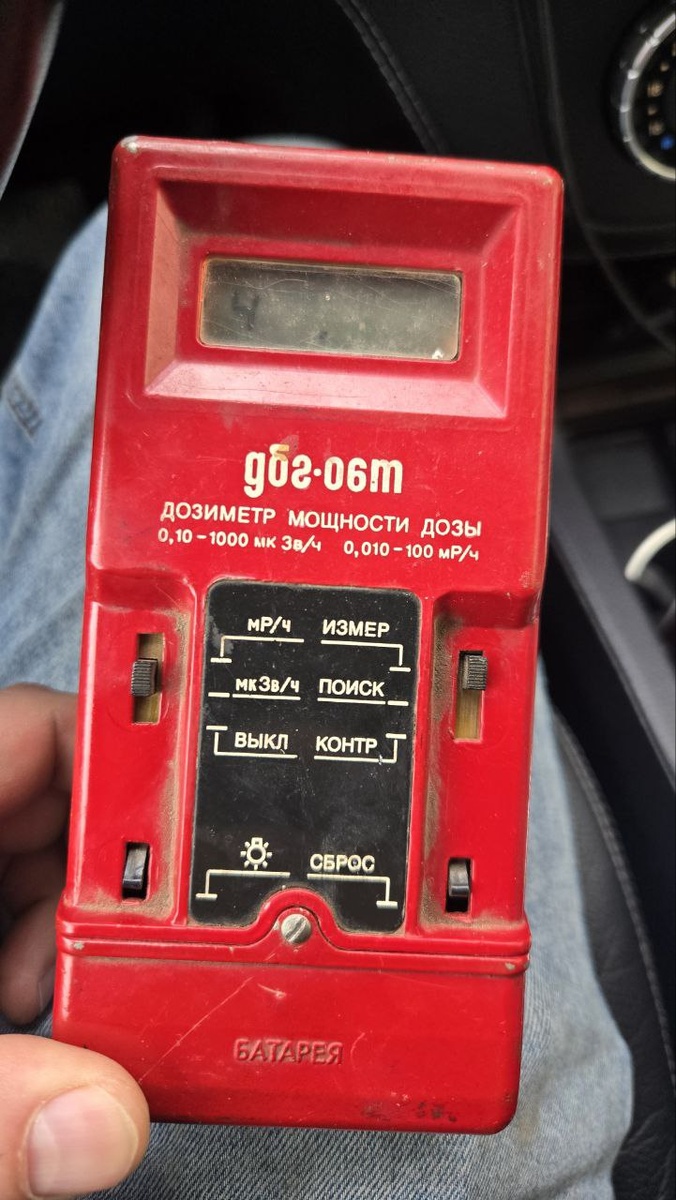 дбг·06т
ДОЗИМЕТР МОЩНОСТИ ДОЗЫ
0,10-1000 мк Зв/ч 0,010-100 мР/ч
мР/ч ИЗМЕР
мкЗв/ч ПОИСК
ВЫКЛ КОНТР
СБРОС
БАТАРЕЯ